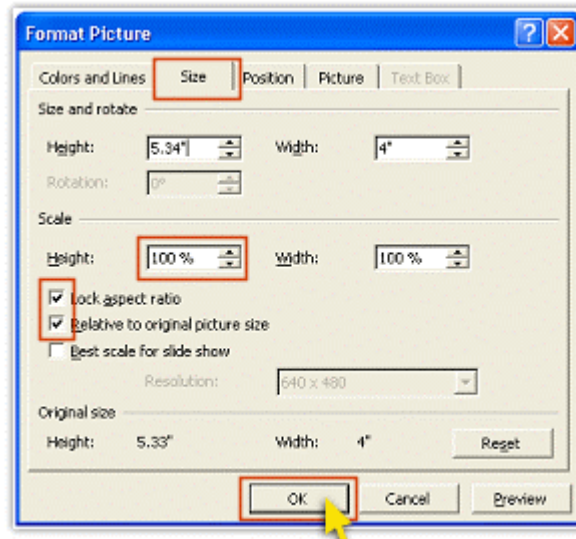 Format Picture
Colors and Lines Size Position Picture Text Box
Size and rotate
Height: 5.34" Width: 4"
Rotation: 0°
Scale
Height: 100 % Width: 100 %
Lock aspect ratio
Relative to original picture size
Best scale for slide show
Resolution: 640 x 480
Original size
Height: 5.33" Width: 4" Reset
OK Cancel Preview